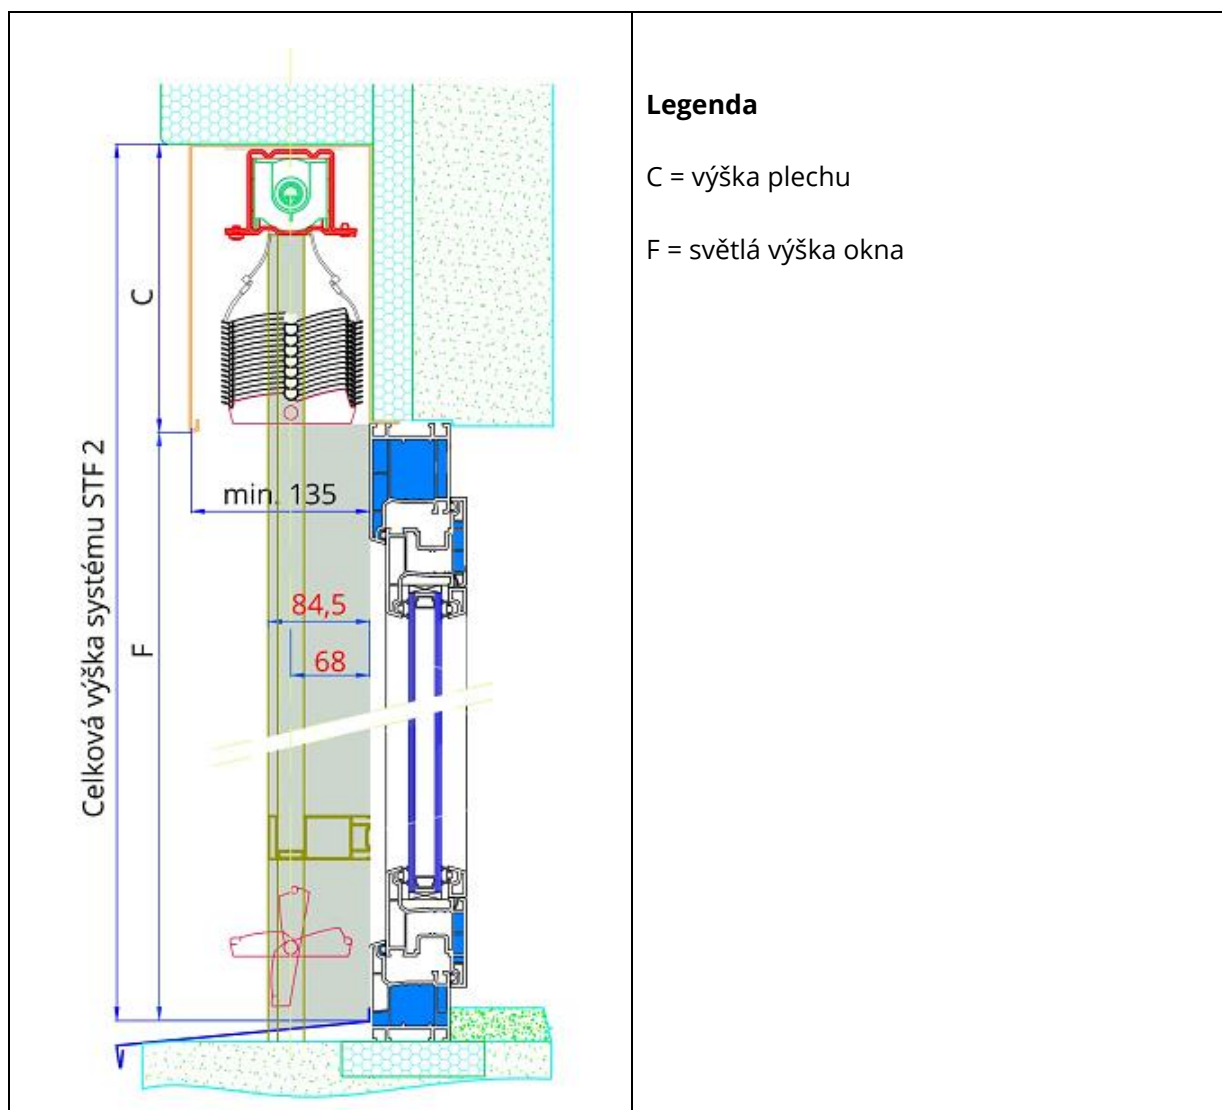 C
min. 135
Celková výška systému STF 2
84,5
F
68
Legenda
C = výška plechu
F = světlá výška okna